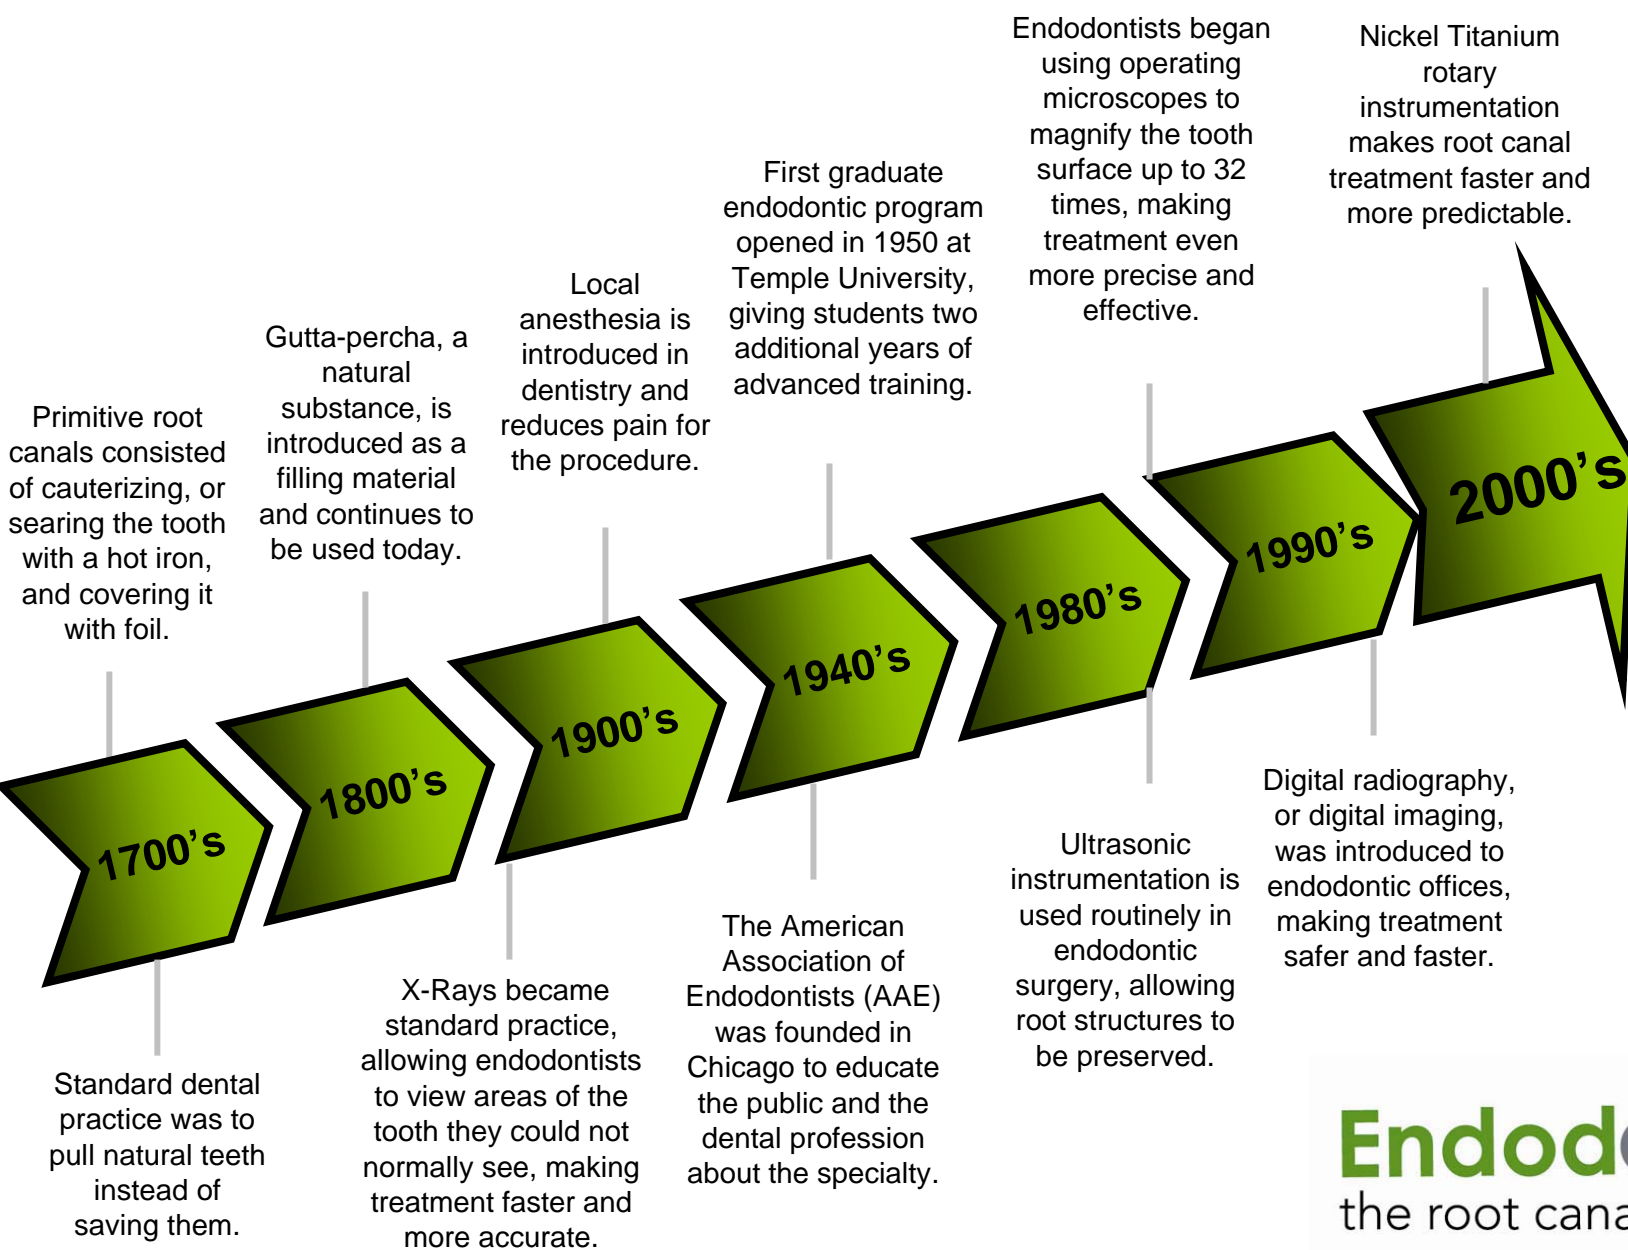 Primitive root
canals consisted
of cauterizing, or
searing the tooth
with a hot iron,
and covering it
with foil.
Gutta-percha, a
natural
substance, is
introduced as a
filling material
and continues to
be used today.
Local
anesthesia is
introduced in
dentistry and
reduces pain for
the procedure.
First graduate
endodontic program
opened in 1950 at
Temple University,
giving students two
additional years of
advanced training.
Endodontists began
using operating
microscopes to
magnify the tooth
surface up to 32
times, making
treatment even
more precise and
effective.
Nickel Titanium
rotary
instrumentation
makes root canal
treatment faster and
more predictable.
1700’s
1800’s
1900’s
1940’s
1980’s
1990’s
2000’s
Standard dental
practice was to
pull natural teeth
instead of
saving them.
X-Rays became
standard practice,
allowing endodontists
to view areas of the
tooth they could not
normally see, making
treatment faster and
more accurate.
The American
Association of
Endodontists (AAE)
was founded in
Chicago to educate
the public and the
dental profession
about the specialty.
Ultrasonic
instrumentation is
used routinely in
endodontic
surgery, allowing
root structures to
be preserved.
Digital radiography,
or digital imaging,
was introduced to
endodontic offices,
making treatment
safer and faster.
Endod
the root cana